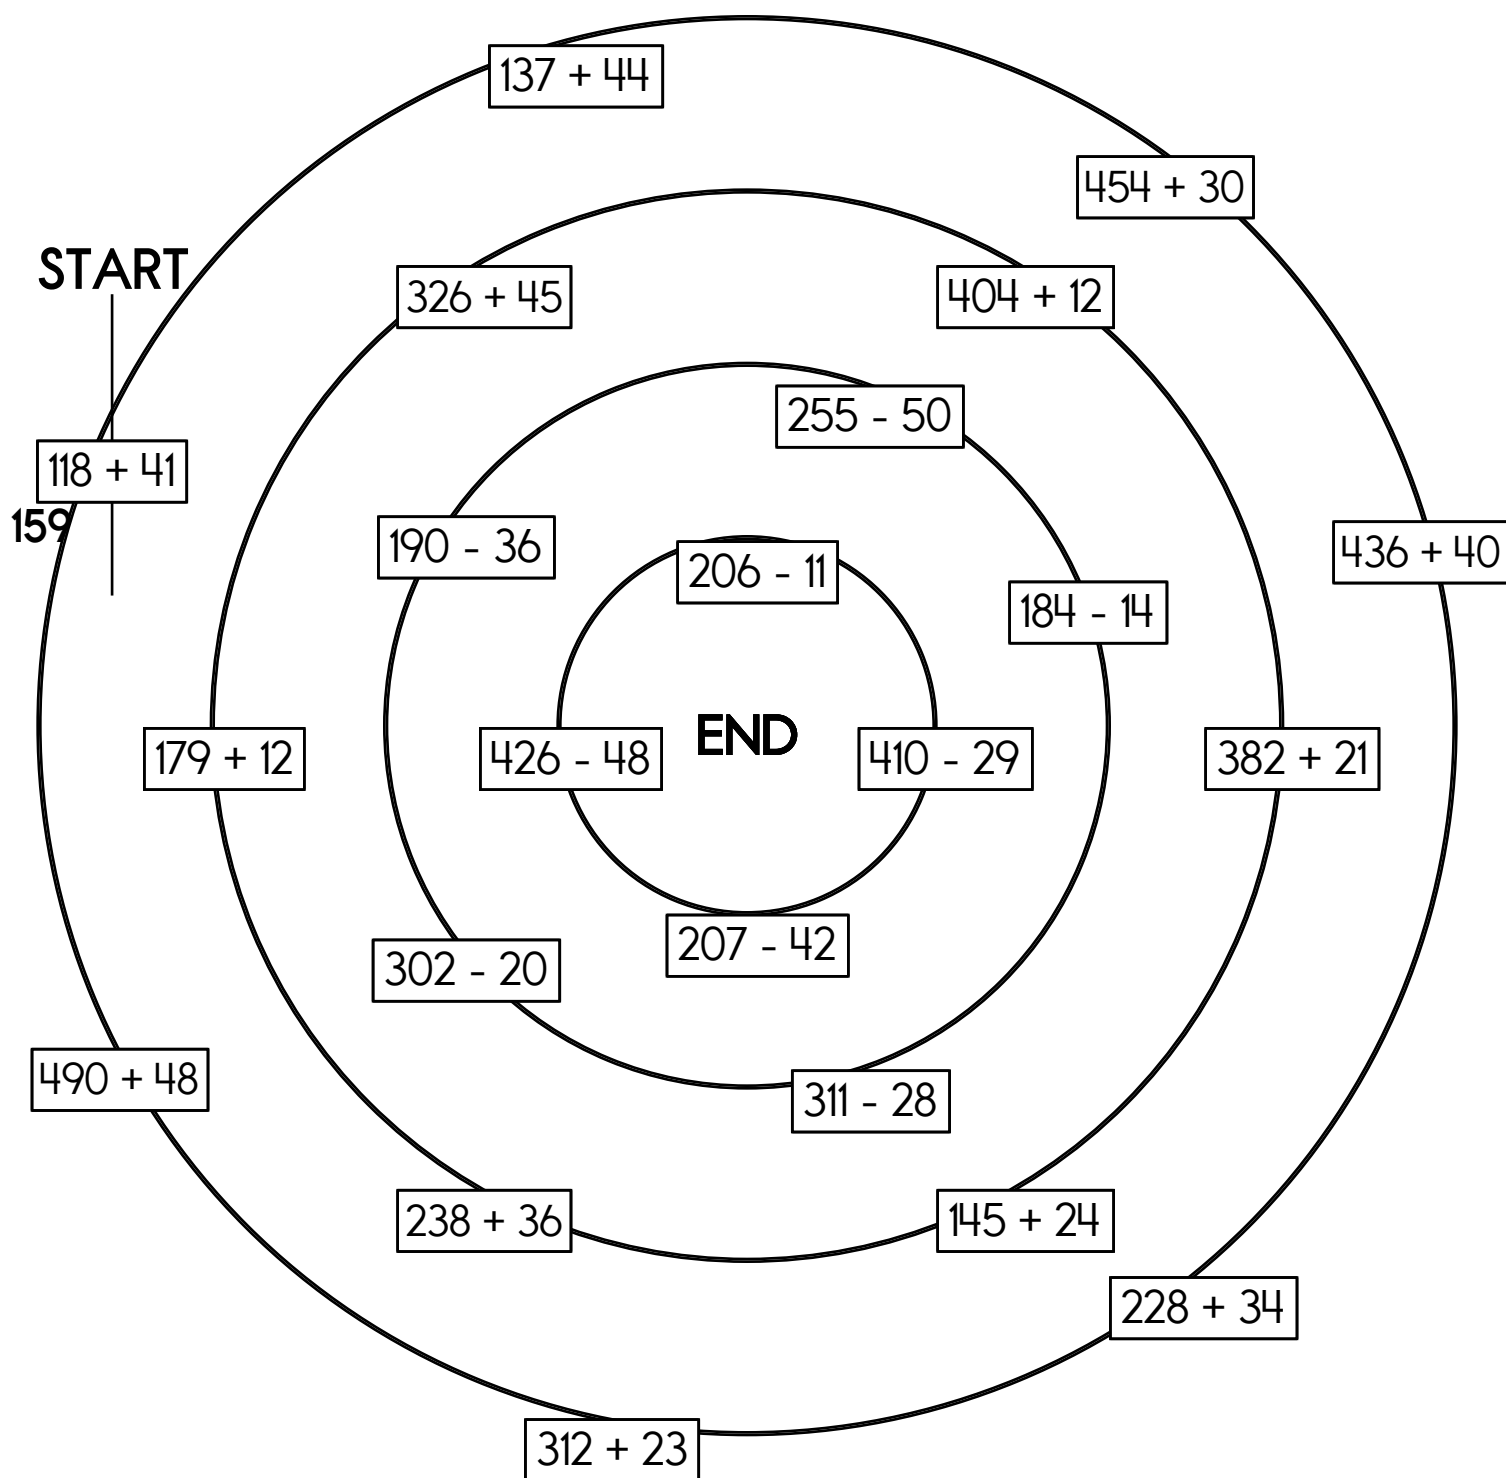 137 + 44
454 + 30
START
326 + 45
404 + 12
255 - 50
118 + 41
159
190 - 36
436 + 40
206 - 11
184 - 14
END
179 + 12
426 - 48
410 - 29
382 + 21
207 - 42
302 - 20
490 + 48
311 - 28
238 + 36
145 + 24
228 + 34
312 + 23